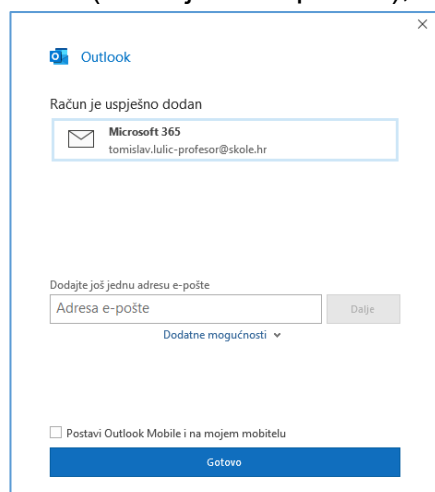 Outlook
Račun je uspješno dodan
Microsoft 365
tomislav.lulic-profesor@skole.hr
Dodajte još jednu adresu e-pošte
Adresa e-pošte
Dalje
Dodatne mogućnosti
Postavi Outlook Mobile i na mojem mobitelu
Gotovo